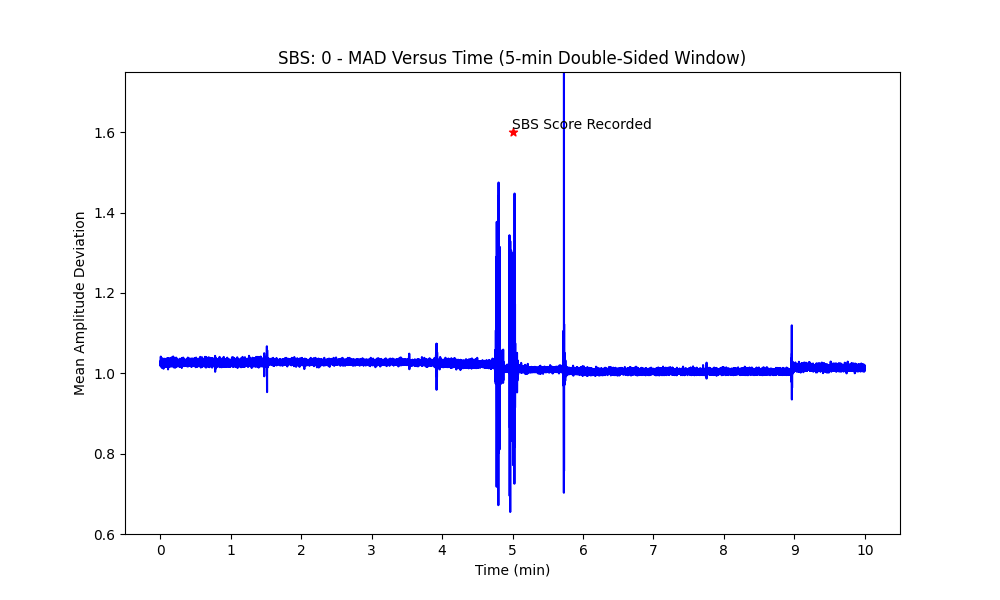 SBS: 0 - MAD Versus Time (5-min Double-Sided Window)
SBS Score Recorded
Mean Amplitude Deviation
1.6
1.4
1.2
1.0
0.8
0.6
0 1 2 3 4 5 6 7 8 9 10
Time (min)